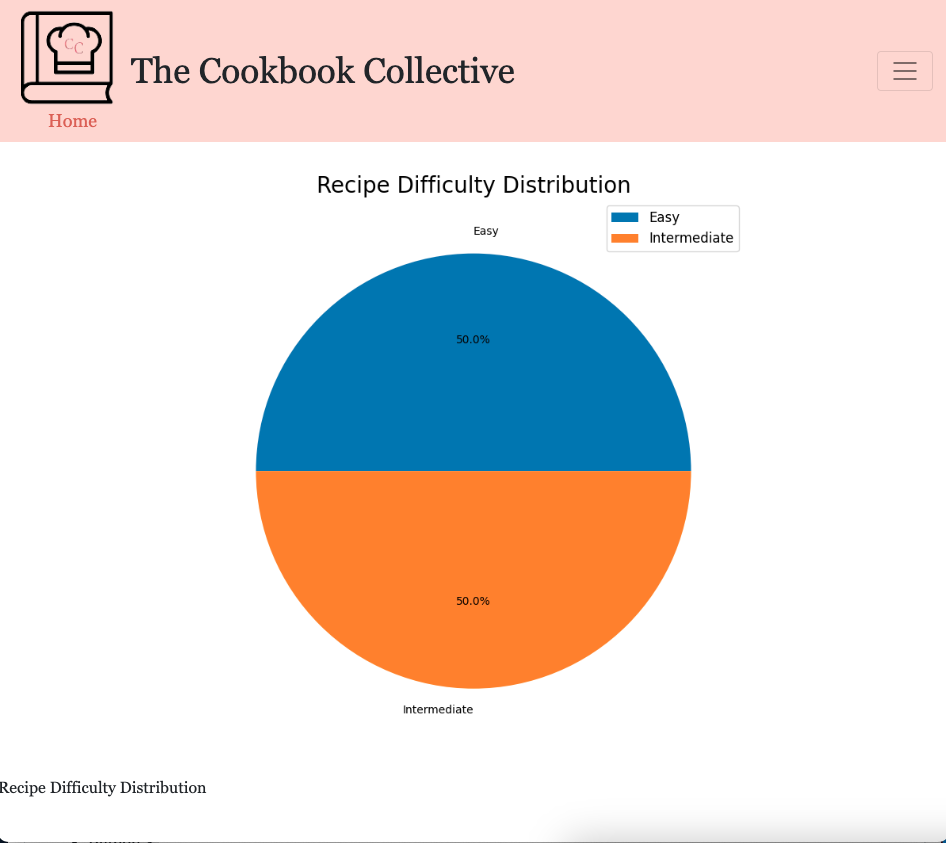 CC
The Cookbook Collective
Home
Recipe Difficulty Distribution
Easy
Intermediate
Easy
50.0%
50.0%
Intermediate
Recipe Difficulty Distribution